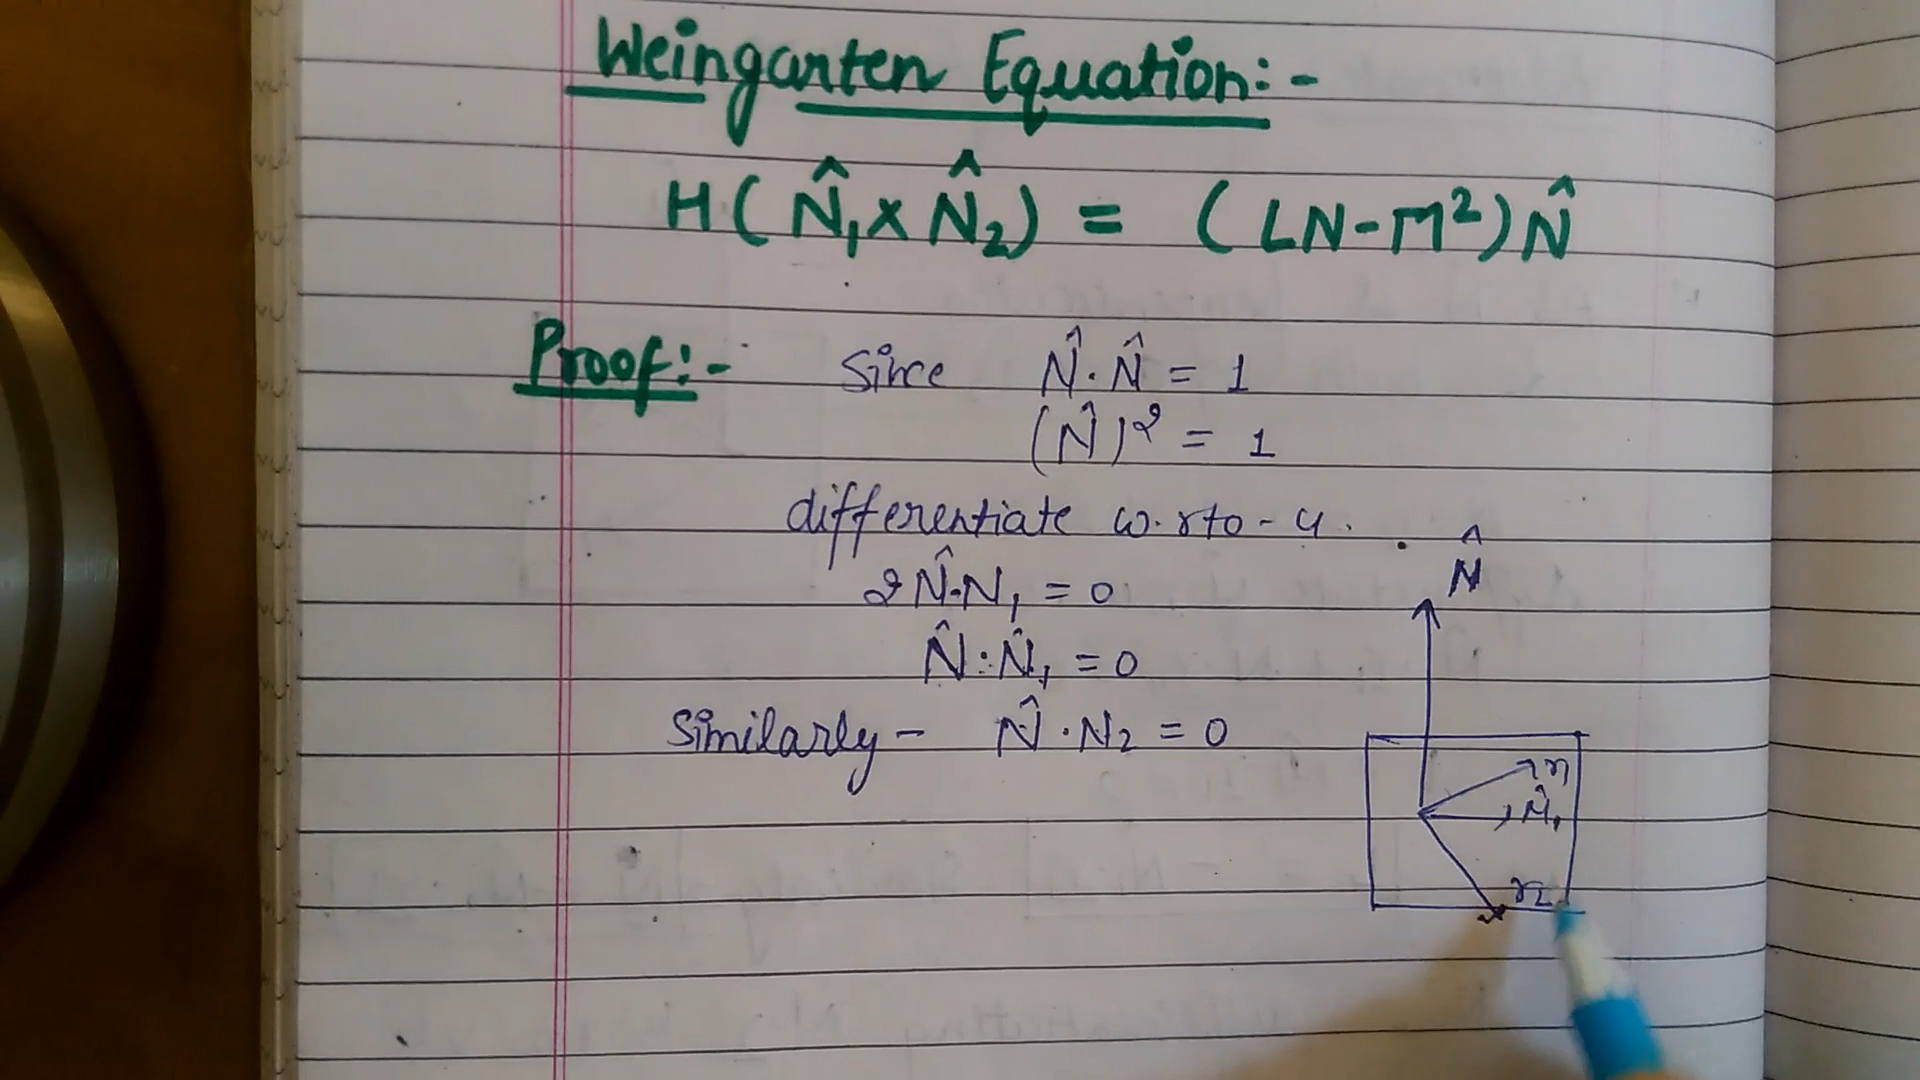 Weingarten Equation:-
H(N̂₁×N̂₂) = (LN-M²)N̂
Proof:- Since N̂.N̂ = 1
(N̂)² = 1
differentiate w.rto-u.
2N̂.N₁ = 0
N̂.N̂₁ = 0
Similarly- N̂.N₂ = 0
N̂
r₁
N̂₁
r₂